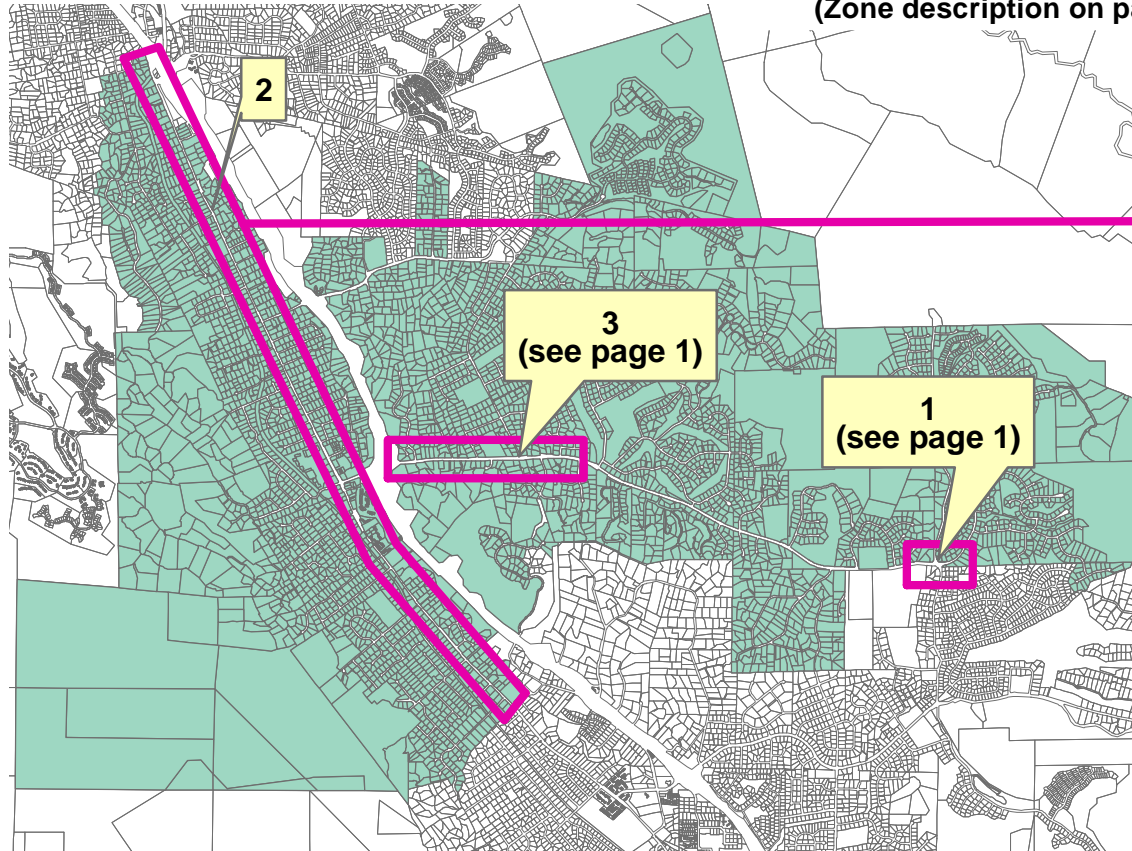 (Zone description on pa
2
3
(see page 1)
1
(see page 1)